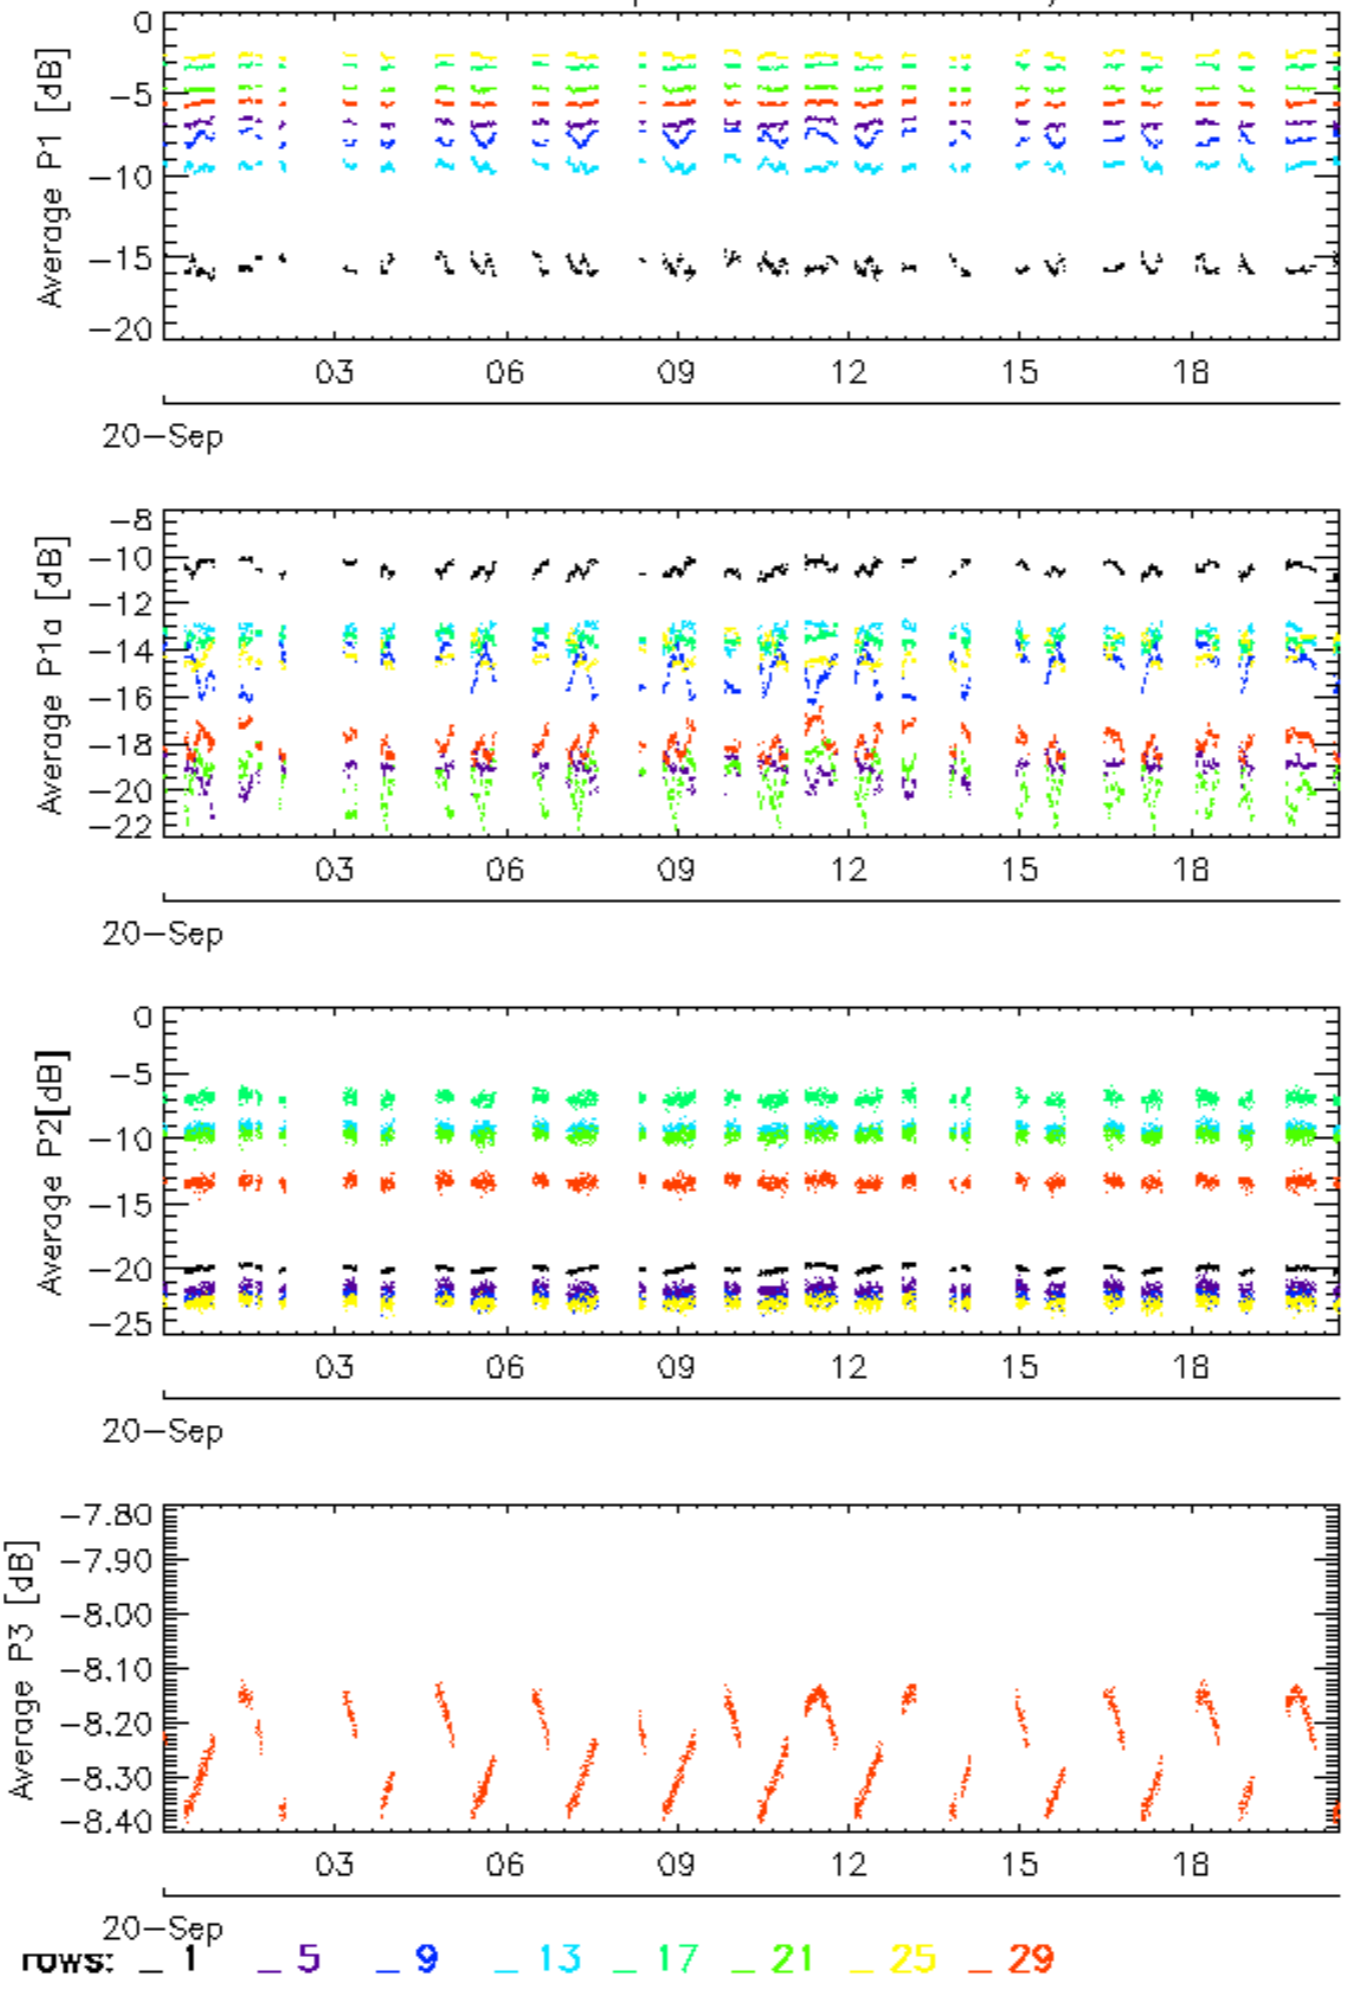 0
−5
−10
−15
−20
Average P1 [dB]
03 06 09 12 15 18
20−Sep
−8
−10
−12
−14
−16
−18
−20
−22
Average P1a [dB]
03 06 09 12 15 18
20−Sep
0
−5
−10
−15
−20
−25
Average P2[dB]
03 06 09 12 15 18
20−Sep
−7.80
−7.90
−8.00
−8.10
−8.20
−8.30
−8.40
Average P3 [dB]
03 06 09 12 15 18
20−Sep
rows: _ 1 _ 5 _ 9 _ 13 _ 17 _ 21 _ 25 _ 29